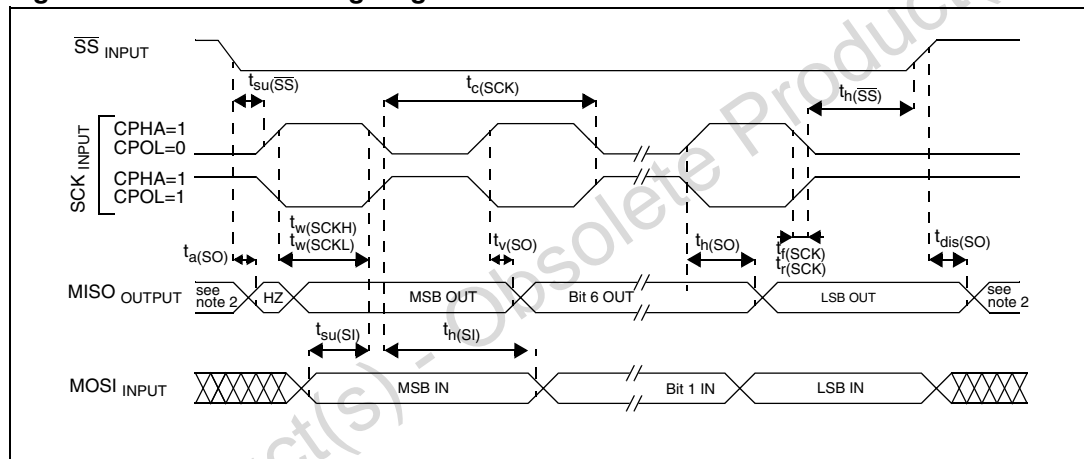 SS INPUT
tsu(SS)
tc(SCK)
th(SS)
SCK INPUT
CPHA=1
CPOL=0
CPHA=1
CPOL=1
tw(SCKH)
tw(SCKL)
ta(SO)
tv(SO)
th(SO)
tf(SCK)
tr(SCK)
tdis(SO)
MISO OUTPUT
see note 2
HZ
MSB OUT
Bit 6 OUT
LSB OUT
see note 2
tsu(SI)
th(SI)
MOSI INPUT
MSB IN
Bit 1 IN
LSB IN
ct(s) - Obsolete Product(